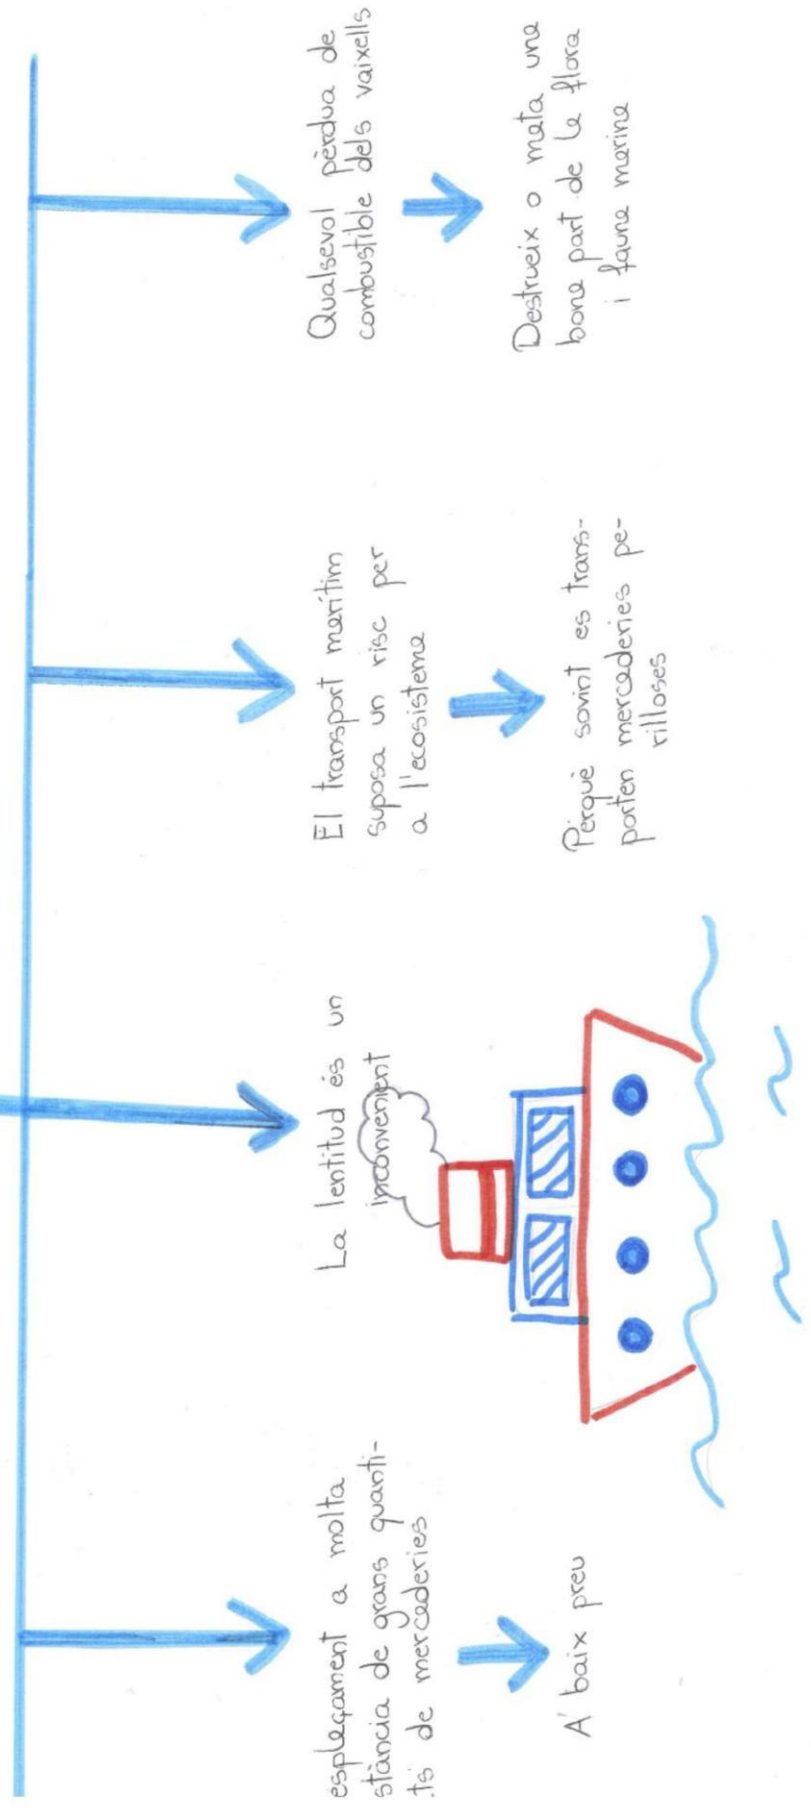 esplaçament a molta
stància de grans quanti-
ts de mercaderies
A baix preu
La lentitud és un
inconvenient
El transport marítim
suposa un risc per
a l'ecosistema
Perquè sovint es trans-
porten mercaderies pe-
rilloses
Qualsevol pèrdua de
combustible dels vaixells
Destrueix o mata una
bona part de la flora
i fauna marina